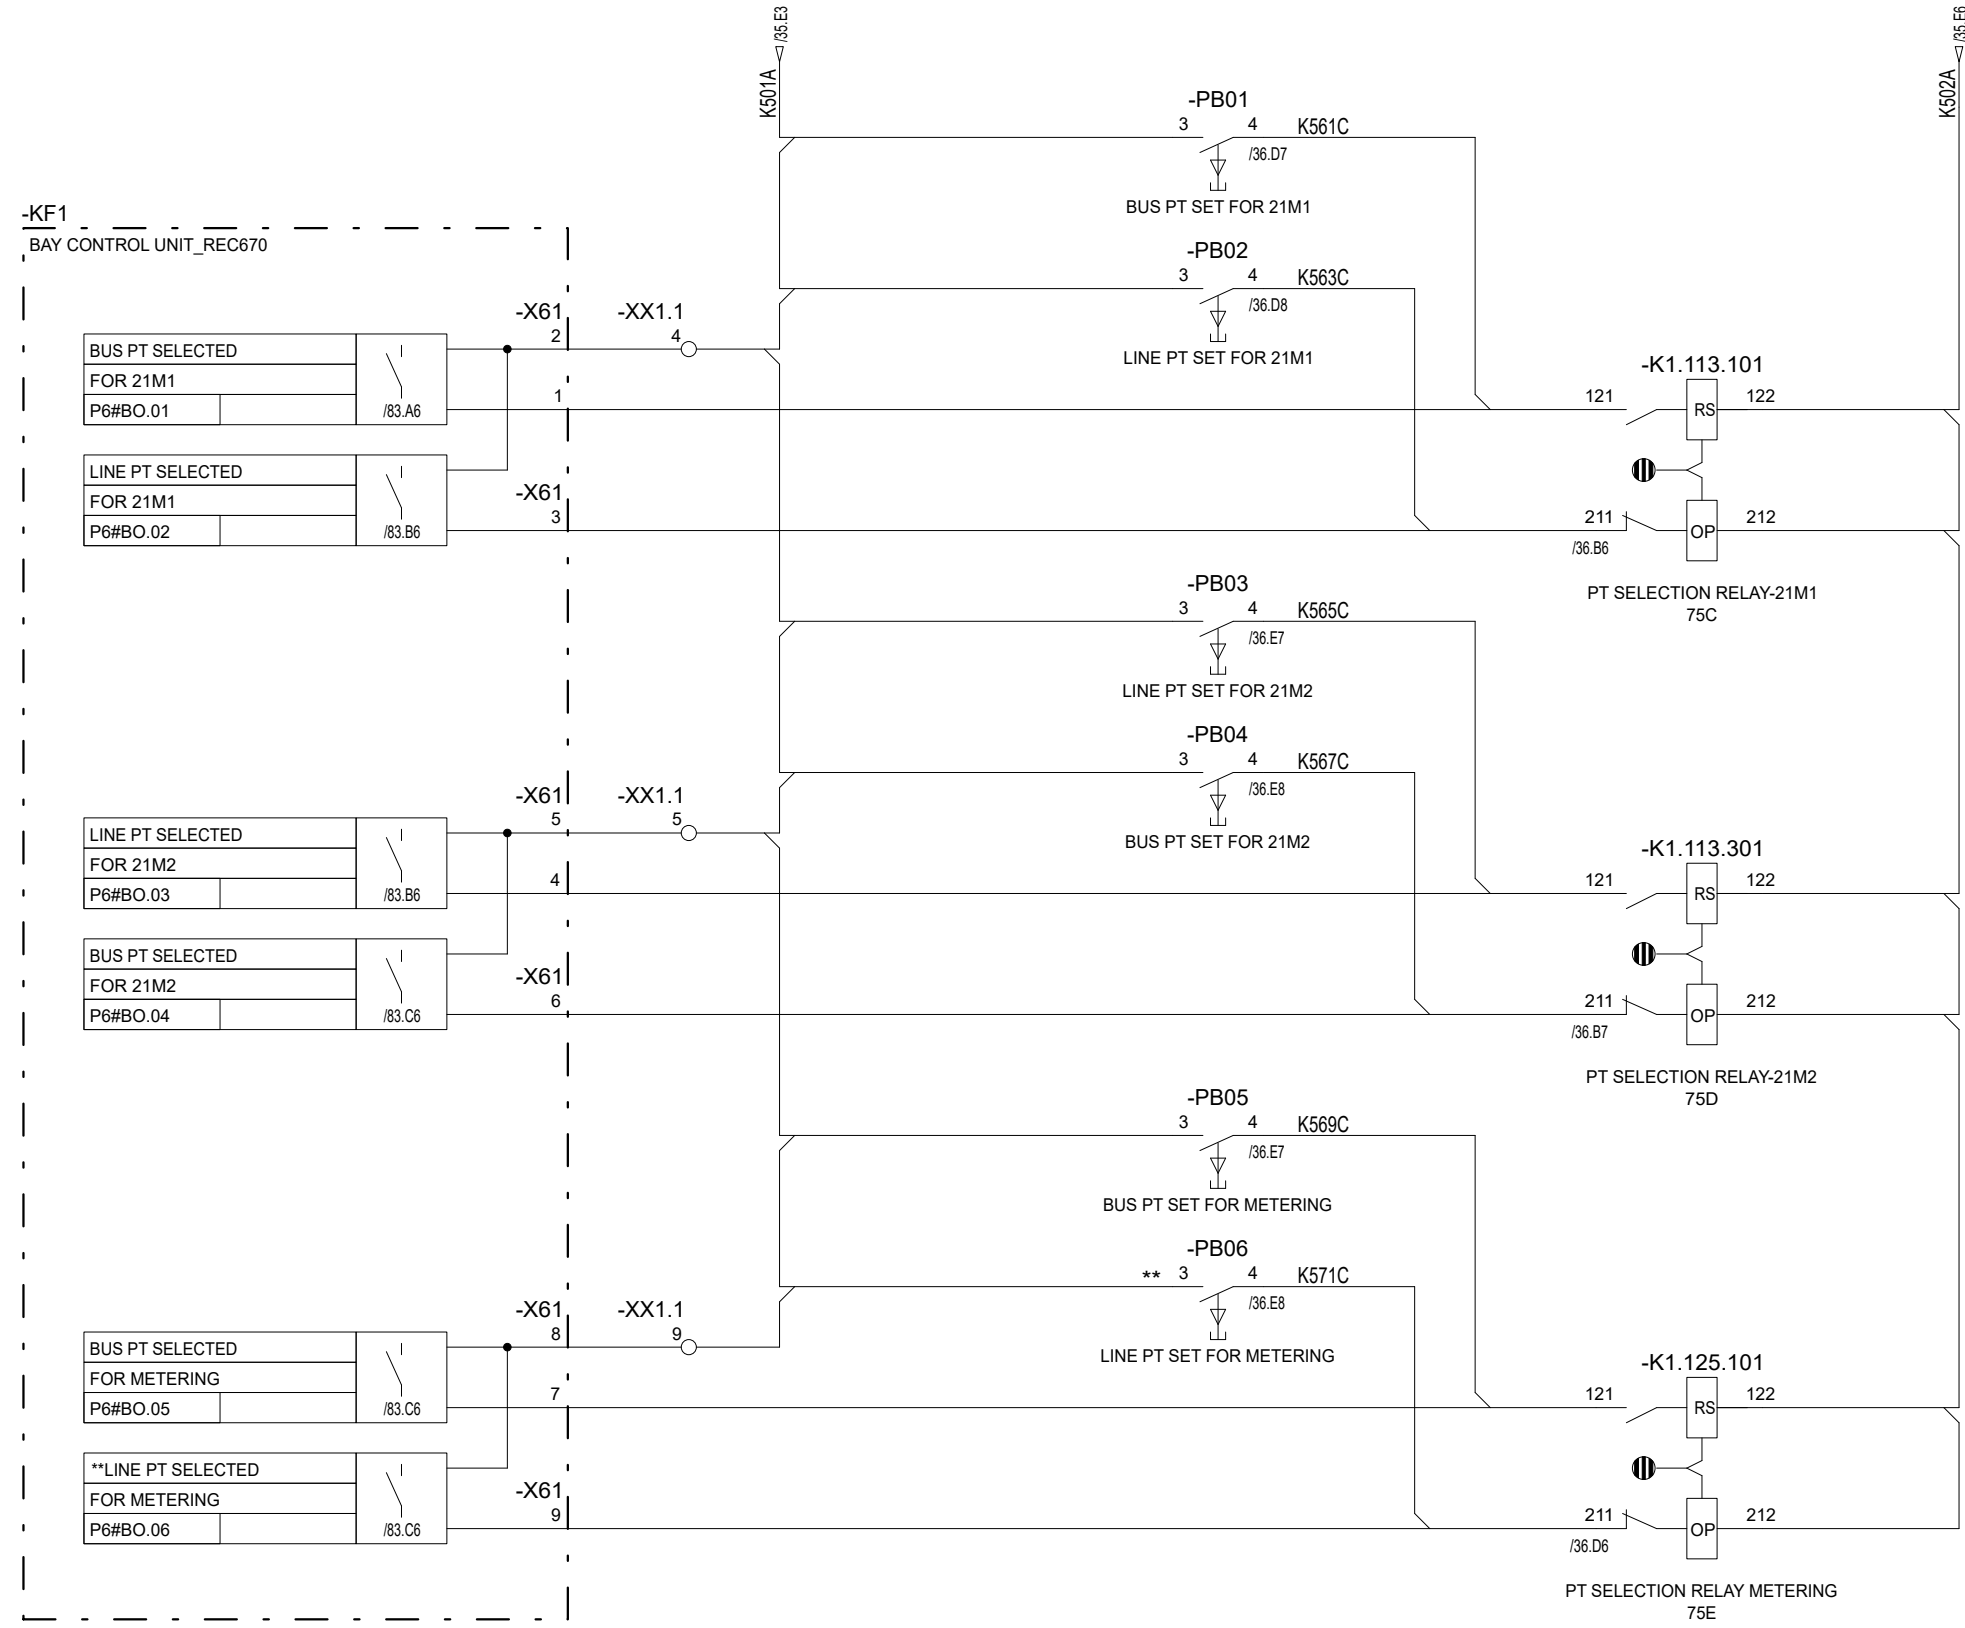 /35.E3
/35.E6
K501A
K502A
-PB01
3 4 K561C
/36.D7
BUS PT SET FOR 21M1
-KF1
BAY CONTROL UNIT_REC670
-PB02
3 4 K563C
/36.D8
LINE PT SET FOR 21M1
-X61 -XX1.1
2 4
BUS PT SELECTED
FOR 21M1
P6#BO.01 /83.A6
1
-K1.113.101
121 RS 122
LINE PT SELECTED
FOR 21M1
P6#BO.02 /83.B6
-X61
3
211 OP 212
/36.B6
PT SELECTION RELAY-21M1
75C
-PB03
3 4 K565C
/36.E7
LINE PT SET FOR 21M2
-PB04
3 4 K567C
/36.E8
BUS PT SET FOR 21M2
-X61 -XX1.1
5 5
LINE PT SELECTED
FOR 21M2
P6#BO.03 /83.B6
4
-K1.113.301
121 RS 122
BUS PT SELECTED
FOR 21M2
P6#BO.04 /83.C6
-X61
6
211 OP 212
/36.B7
PT SELECTION RELAY-21M2
75D
-PB05
3 4 K569C
/36.E7
BUS PT SET FOR METERING
-PB06
** 3 4 K571C
/36.E8
LINE PT SET FOR METERING
-X61 -XX1.1
8 9
BUS PT SELECTED
FOR METERING
P6#BO.05 /83.C6
7
-K1.125.101
121 RS 122
**LINE PT SELECTED
FOR METERING
P6#BO.06 /83.C6
-X61
9
211 OP 212
/36.D6
PT SELECTION RELAY METERING
75E